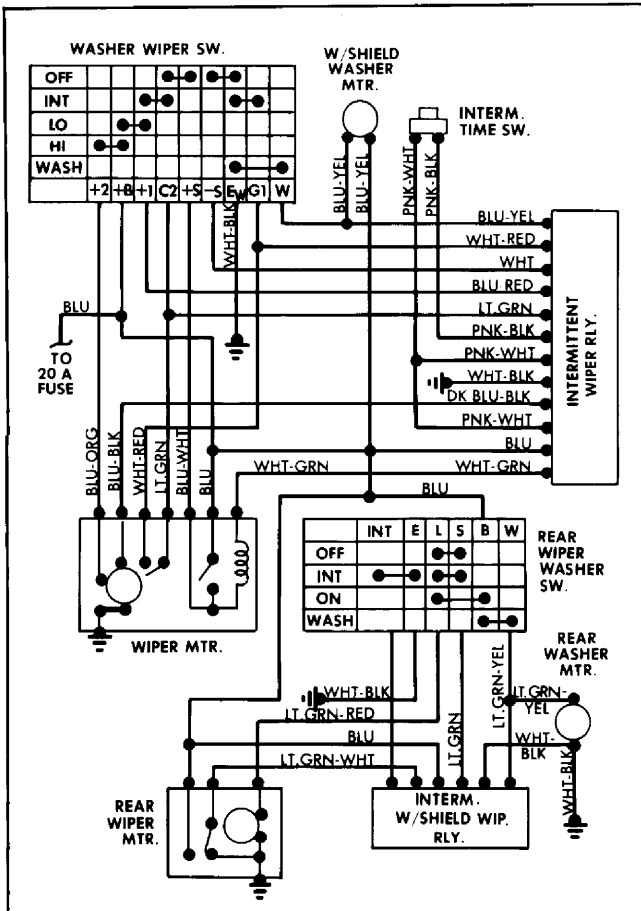 WASHER WIPER SW.
OFF
INT
LO
HI
WASH
+2 +B +1 C2 +S -S EW G1 W
W/SHIELD
WASHER
MTR.
INTERM.
TIME SW.
BLU-YEL
BLU-YEL
PNK-WHT
PNK-BLK
WHT-BLK
BLU-YEL
WHT-RED
WHT
BLU-RED
LT.GRN
PNK-BLK
PNK-WHT
WHT-BLK
DK BLU-BLK
PNK-WHT
BLU
WHT-GRN
INTERMITTENT
WIPER RLY.
BLU
TO
20 A
FUSE
BLU-ORG
BLU-BLK
WHT-RED
LT.GRN
BLU-WHT
BLU
WHT-GRN
BLU
WIPER MTR.
INT E L S B W
OFF
INT
ON
WASH
REAR
WIPER
WASHER
SW.
REAR
WASHER
MTR.
WHT-BLK
LT.GRN-RED
BLU
LT.GRN-WHT
LT.GRN
LT.GRN-YEL
LT.GRN-
YEL
WHT-
BLK
WHT-BLK
REAR
WIPER
MTR.
INTERM.
W/SHIELD WIP.
RLY.